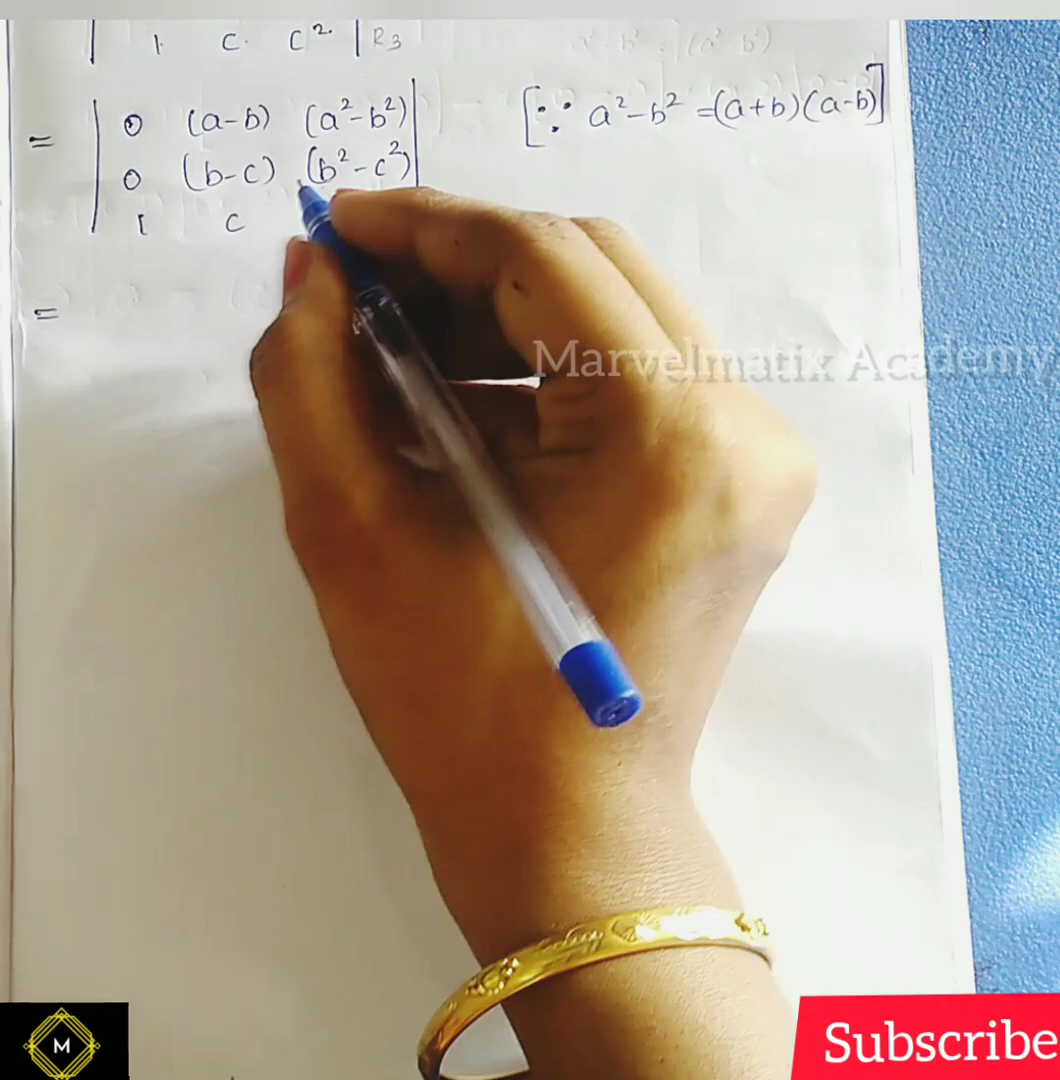 1 c c² R3
= 0 (a-b) (a²-b²) [∵ a²-b² =(a+b)(a-b)]
0 (b-c) (b²-c²)
1 c
=
Marvelmatix Academy
M
Subscribe